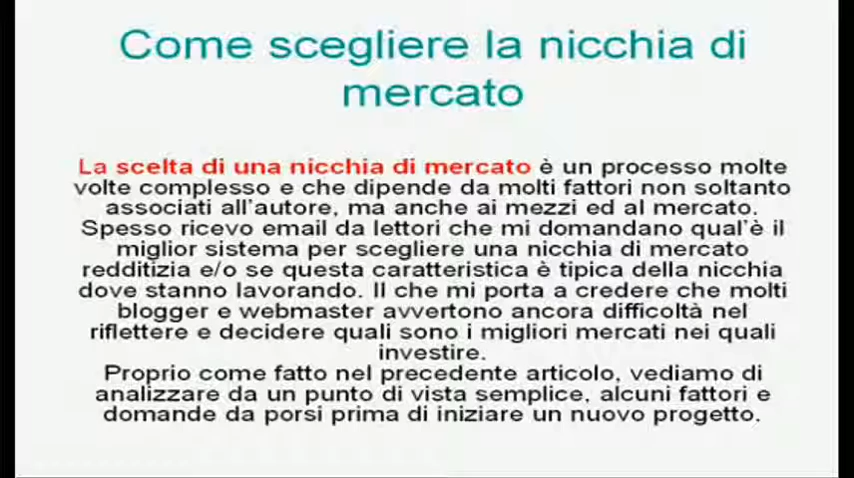 Come scegliere la nicchia di
mercato
La scelta di una nicchia di mercato è un processo molte
volte complesso e che dipende da molti fattori non soltanto
associati all'autore, ma anche ai mezzi ed al mercato.
Spesso ricevo email da lettori che mi domandano qual'è il
miglior sistema per scegliere una nicchia di mercato
redditizia e/o se questa caratteristica è tipica della nicchia
dove stanno lavorando. Il che mi porta a credere che molti
blogger e webmaster avvertono ancora difficoltà nel
riflettere e decidere quali sono i migliori mercati nei quali
investire.
Proprio come fatto nel precedente articolo, vediamo di
analizzare da un punto di vista semplice, alcuni fattori e
domande da porsi prima di iniziare un nuovo progetto.